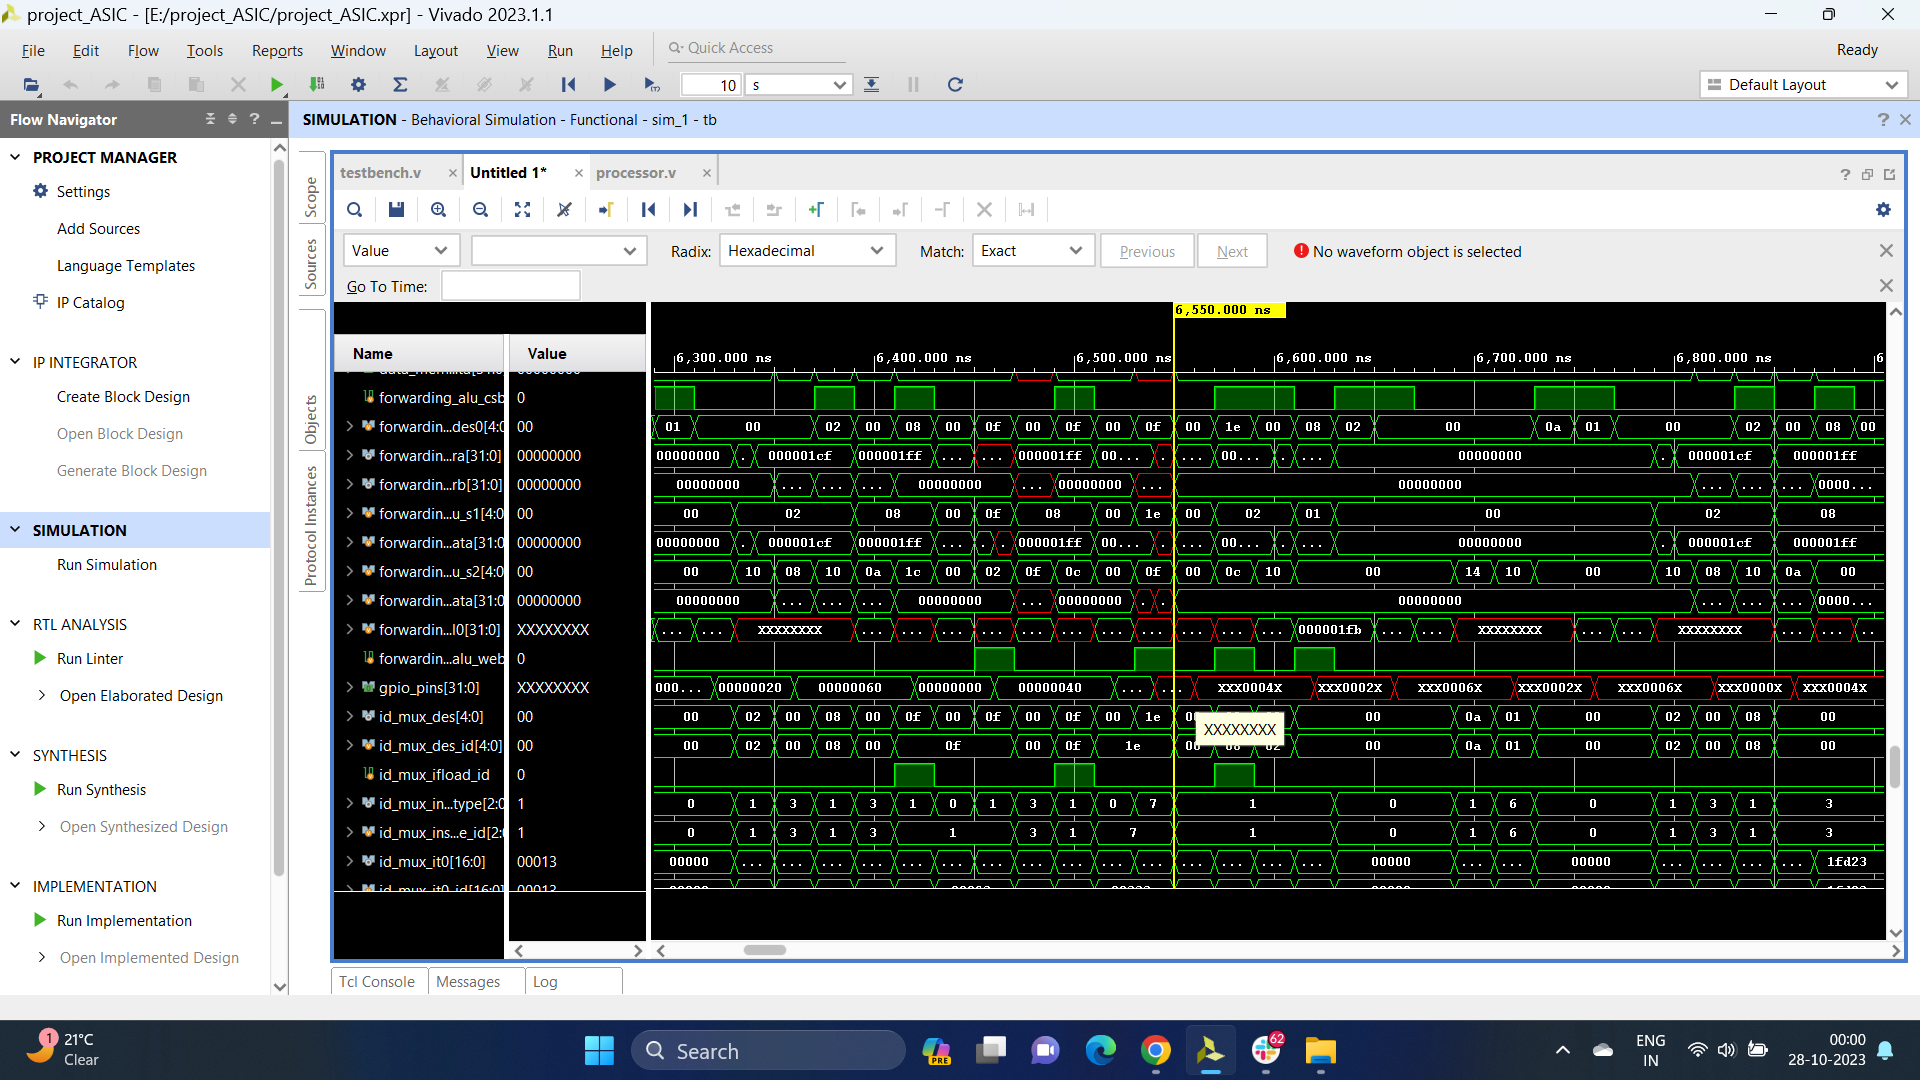 project_ASIC - [E:/project_ASIC/project_ASIC.xpr] - Vivado 2023.1.1
File Edit Flow Tools Reports Window Layout View Run Help Quick Access Ready
10 s Default Layout
Flow Navigator
PROJECT MANAGER
Settings
Add Sources
Language Templates
IP Catalog
IP INTEGRATOR
Create Block Design
Open Block Design
Generate Block Design
SIMULATION
Run Simulation
RTL ANALYSIS
Run Linter
Open Elaborated Design
SYNTHESIS
Run Synthesis
Open Synthesized Design
IMPLEMENTATION
Run Implementation
Open Implemented Design
SIMULATION - Behavioral Simulation - Functional - sim_1 - tb
Scope
Sources
Objects
Protocol Instances
testbench.v Untitled 1* processor.v
Value Radix: Hexadecimal Match: Exact Previous Next No waveform object is selected
Go To Time:
6,550.000 ns
Name Value
6,300.000 ns 6,400.000 ns 6,500.000 ns 6,600.000 ns 6,700.000 ns 6,800.000 ns 6
forwarding_alu_csb 0
forwardin...des0[4:0 00 01 00 02 00 08 00 0f 00 0f 00 0f 00 1e 00 08 02 00 0a 01 00 02 00 08 00
forwardin...ra[31:0] 00000000 00000000 . 000001cf 000001ff ... ... 000001ff 00... . ... 00... . ... 00000000 . 000001cf 000001ff
forwardin...rb[31:0] 00000000 00000000 ... ... ... 00000000 ... 00000000 ... 00000000 ... ... ... 0000...
forwardin...u_s1[4:0 00 00 02 08 00 0f 08 00 1e 00 02 01 00 02 08
forwardin...ata[31:0 00000000 00000000 . 000001cf 000001ff ... . . 000001ff 00... . ... 00... . ... 00000000 . 000001cf 000001ff
forwardin...u_s2[4:0 00 00 10 08 10 0a 1c 00 02 0f 0c 00 0f 00 0c 10 00 14 10 00 10 08 10 0a 00
forwardin...ata[31:0 00000000 00000000 ... ... ... 00000000 ... 00000000 . . 00000000 ... ... ... 0000...
forwardin...l0[31:0] XXXXXXXX ... ... XXXXXXXX ... ... ... ... ... ... ... ... ... ... ... 000001fb ... ... XXXXXXXX ... ... XXXXXXXX ... ... ..
forwardin...alu_web 0
gpio_pins[31:0] XXXXXXXX 000... 00000020 00000060 00000000 00000040 ... ... XXX0004X XXX0002X XXX0006X XXX0002X XXX0006X XXX0000X XXX0004X
id_mux_des[4:0] 00 00 02 00 08 00 0f 00 0f 00 0f 00 1e 00 0a 01 00 02 00 08 00
XXXXXXXX
id_mux_des_id[4:0] 00 00 02 00 08 00 0f 00 0f 1e 00 08 02 00 0a 01 00 02 00 08 00
id_mux_ifload_id 0
id_mux_in...type[2:0 1 0 1 3 1 3 1 0 1 3 1 0 7 1 0 1 6 0 1 3 1 3
id_mux_ins...e_id[2:0 1 0 1 3 1 3 1 3 1 7 1 0 1 6 0 1 3 1 3
id_mux_it0[16:0] 00013 00000 ... ... ... ... ... ... ... ... ... ... ... ... ... ... ... 00000 ... ... 00000 ... ... ... 1fd23
id_mux_it0_id[16:0] 00013
Tcl Console Messages Log
1 21°C
Clear
Search
PRE
62
ENG
IN
00:00
28-10-2023